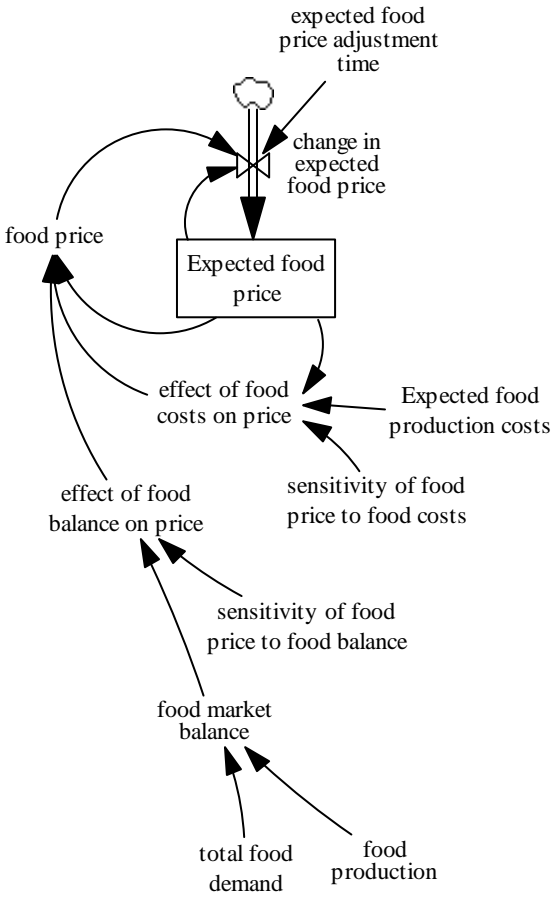 expected food
price adjustment
time
change in
expected
food price
food price
Expected food
price
effect of food
costs on price
Expected food
production costs
sensitivity of food
price to food costs
effect of food
balance on price
sensitivity of food
price to food balance
food market
balance
total food
demand
food
production